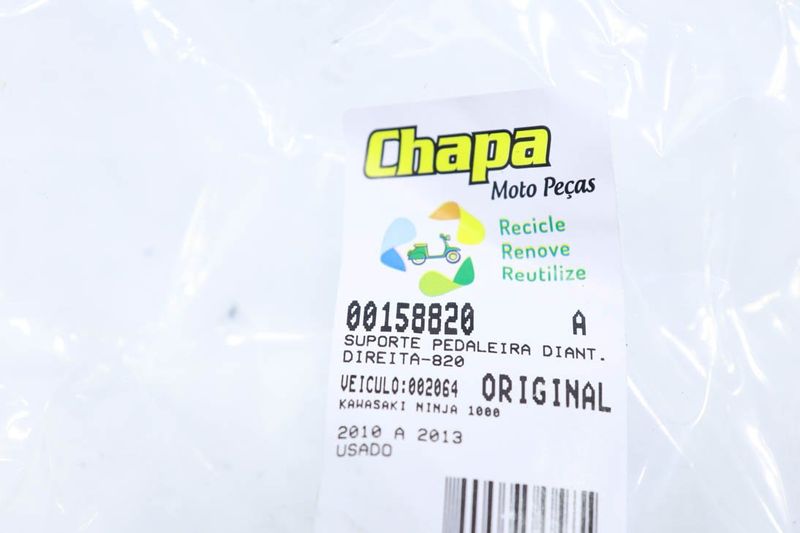 Chapa
Moto Peças
Recicle
Renove
Reutilize
00158820 A
SUPORTE PEDALEIRA DIANT.
DIREITA-820
VEICULO:002064 ORIGINAL
KAWASAKI NINJA 1000
2010 A 2013
USADO